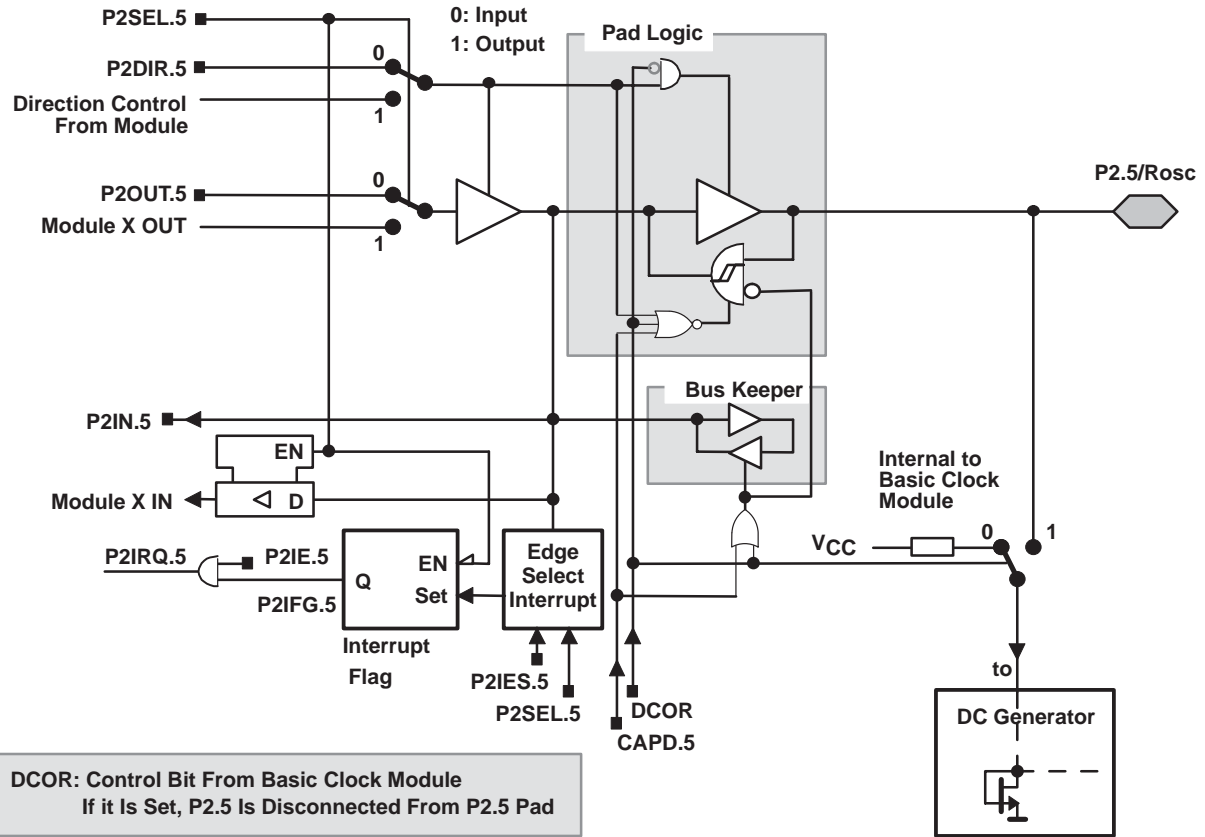 P2SEL.5
0: Input
1: Output
Pad Logic
P2DIR.5
0
Direction Control
From Module
1
P2OUT.5
0
Module X OUT
1
P2.5/Rosc
P2IN.5
Bus Keeper
EN
Module X IN
D
Internal to
Basic Clock
Module
VCC
0
1
P2IRQ.5
P2IE.5
P2IFG.5
Q
EN
Set
Interrupt
Flag
Edge
Select
Interrupt
P2IES.5
P2SEL.5
DCOR
CAPD.5
to
DC Generator
DCOR: Control Bit From Basic Clock Module
If it Is Set, P2.5 Is Disconnected From P2.5 Pad